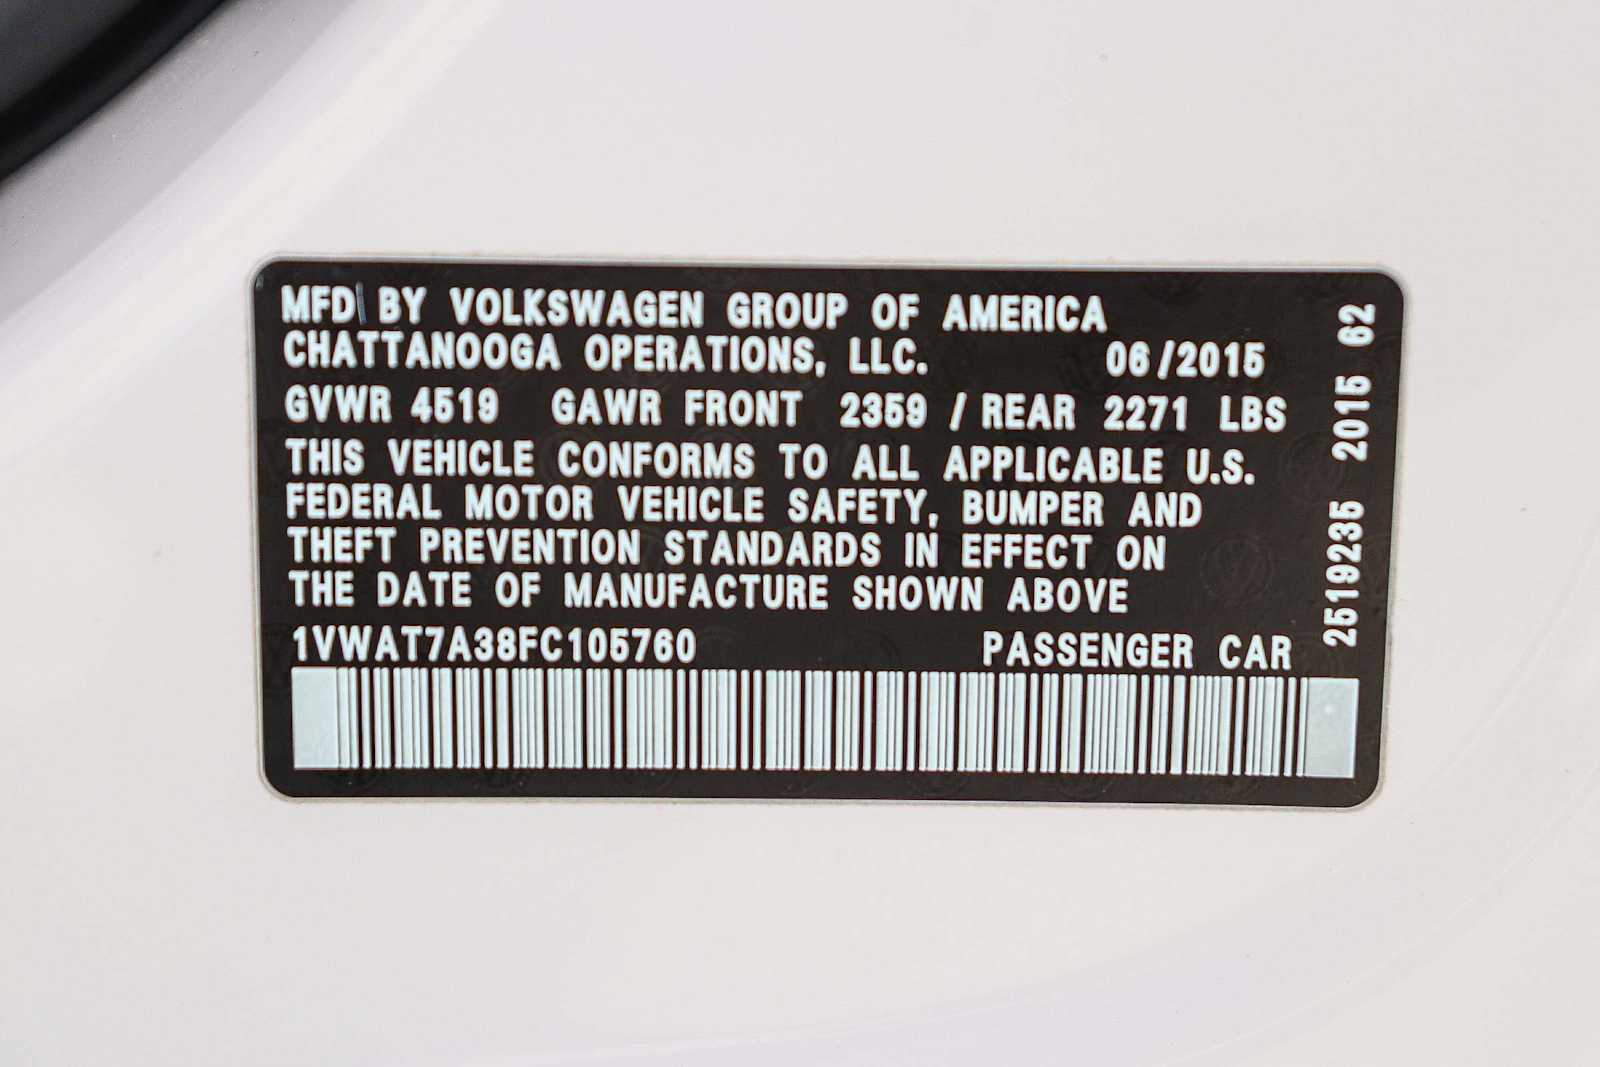 MFD BY VOLKSWAGEN GROUP OF AMERICA
CHATTANOOGA OPERATIONS, LLC. 06/2015
GVWR 4519 GAWR FRONT 2359 / REAR 2271 LBS
THIS VEHICLE CONFORMS TO ALL APPLICABLE U.S.
FEDERAL MOTOR VEHICLE SAFETY, BUMPER AND
THEFT PREVENTION STANDARDS IN EFFECT ON
THE DATE OF MANUFACTURE SHOWN ABOVE
1VWAT7A38FC105760 PASSENGER CAR
2519235 2015 62